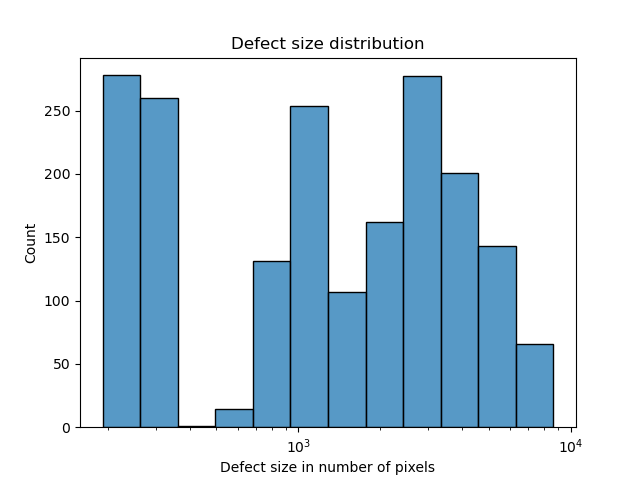 Defect size distribution
Count
250
200
150
100
50
0
10³
10⁴
Defect size in number of pixels